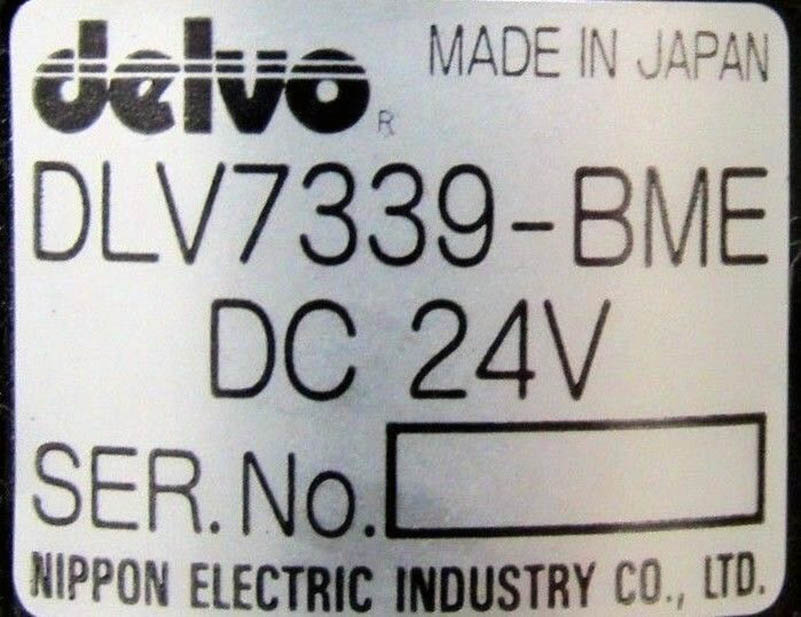 delvo ® MADE IN JAPAN
DLV7339-BME
DC 24V
SER. No.
NIPPON ELECTRIC INDUSTRY CO., LTD.